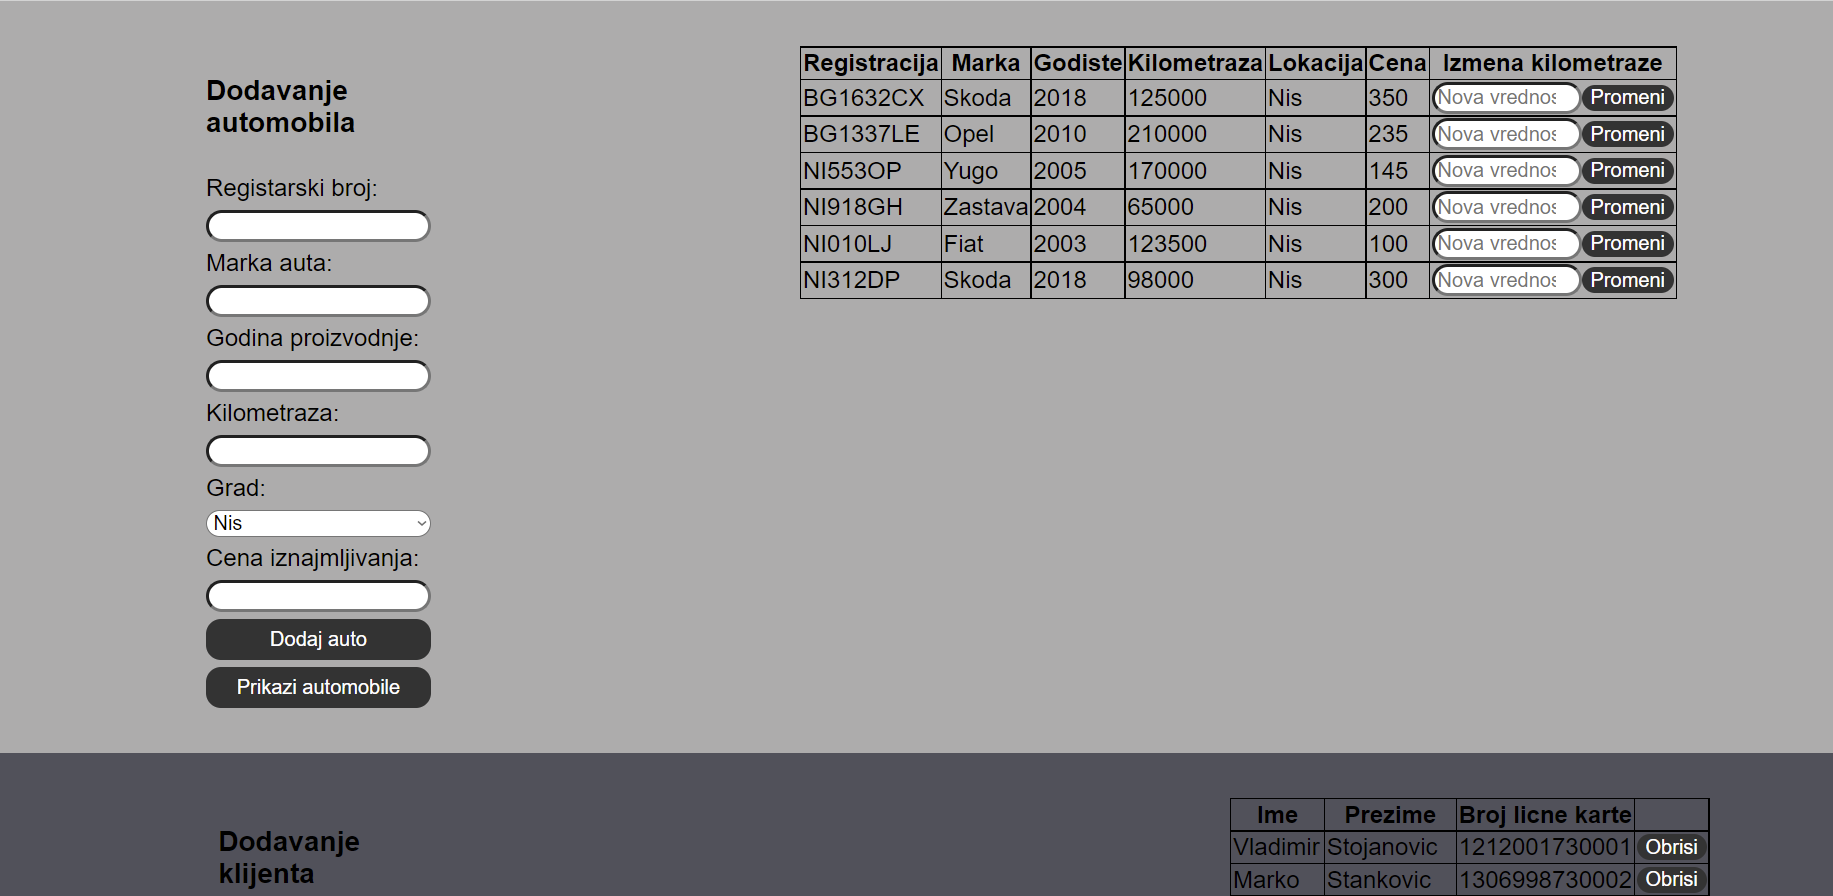 Dodavanje
automobila
Registarski broj:
Marka auta:
Godina proizvodnje:
Kilometraza:
Grad:
Nis
Cena iznajmljivanja:
Dodaj auto
Prikazi automobile
Registracija Marka Godiste Kilometraza Lokacija Cena Izmena kilometraze
BG1632CX Skoda 2018 125000 Nis 350 Nova vrednos Promeni
BG1337LE Opel 2010 210000 Nis 235 Nova vrednos Promeni
NI553OP Yugo 2005 170000 Nis 145 Nova vrednos Promeni
NI918GH Zastava 2004 65000 Nis 200 Nova vrednos Promeni
NI010LJ Fiat 2003 123500 Nis 100 Nova vrednos Promeni
NI312DP Skoda 2018 98000 Nis 300 Nova vrednos Promeni
Dodavanje
klijenta
Ime Prezime Broj licne karte
Vladimir Stojanovic 1212001730001 Obrisi
Marko Stankovic 1306998730002 Obrisi